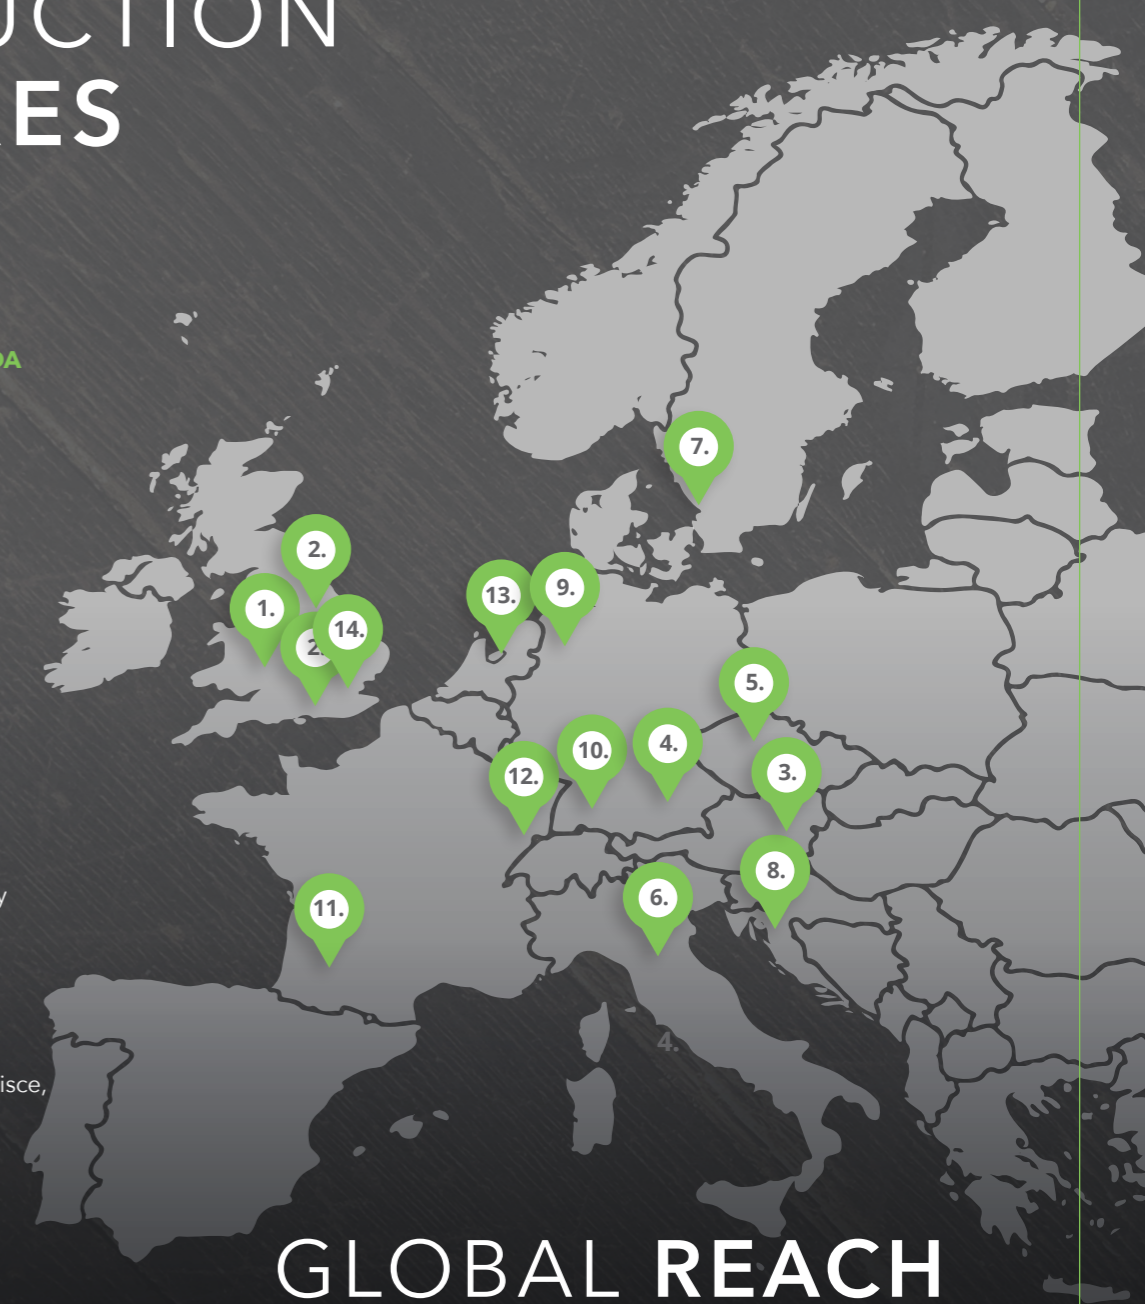 UCTION
RES
DA
7.
2.
1.
14.
2.
13.
9.
5.
10.
4.
12.
3.
8.
6.
11.
4.
y
isce,
GLOBAL REACH